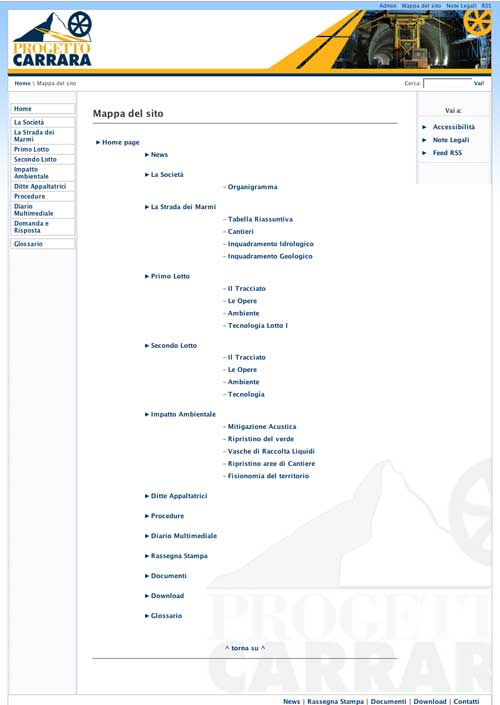 Admin Mappa del sito Note Legali RSS
PROGETTO
CARRARA
Home \ Mappa del sito
Cerca: Vai!
Home
La Società
La Strada dei
Marmi
Primo Lotto
Secondo Lotto
Impatto
Ambientale
Ditte Appaltatrici
Procedure
Diario
Multimediale
Domanda e
Risposta
Glossario
Mappa del sito
► Home page
► News
► La Società
- Organigramma
► La Strada dei Marmi
- Tabella Riassuntiva
- Cantieri
- Inquadramento Idrologico
- Inquadramento Geologico
► Primo Lotto
- Il Tracciato
- Le Opere
- Ambiente
- Tecnologia Lotto I
► Secondo Lotto
- Il Tracciato
- Le Opere
- Ambiente
- Tecnologia
► Impatto Ambientale
- Mitigazione Acustica
- Ripristino del verde
- Vasche di Raccolta Liquidi
- Ripristino aree di Cantiere
- Fisionomia del territorio
► Ditte Appaltatrici
► Procedure
► Diario Multimediale
► Rassegna Stampa
► Documenti
► Download
► Glossario
^ torna su ^
Vai a:
► Accessibilità
► Note Legali
► Feed RSS
PROGETTO
CARRARA
News | Rassegna Stampa | Documenti | Download | Contatti